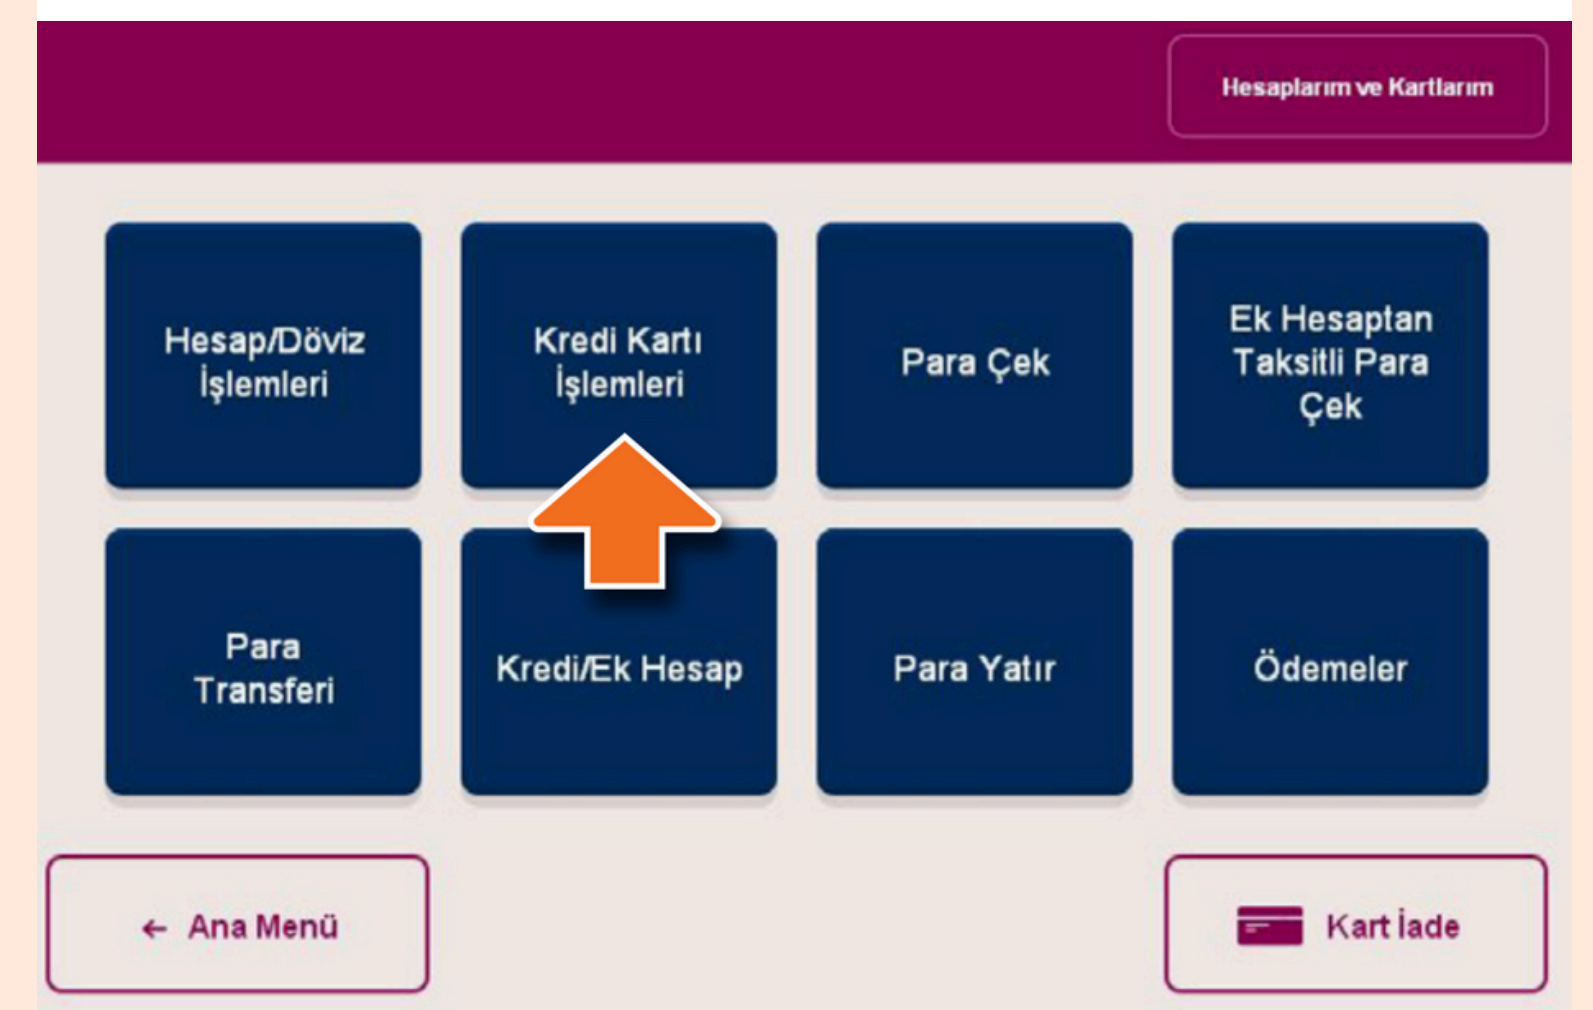 Hesaplarım ve Kartlarım
Hesap/Döviz
İşlemleri
Kredi Kartı
İşlemleri
Para Çek
Ek Hesaptan
Taksitli Para
Çek
Para
Transferi
Kredi/Ek Hesap
Para Yatır
Ödemeler
← Ana Menü
Kart İade